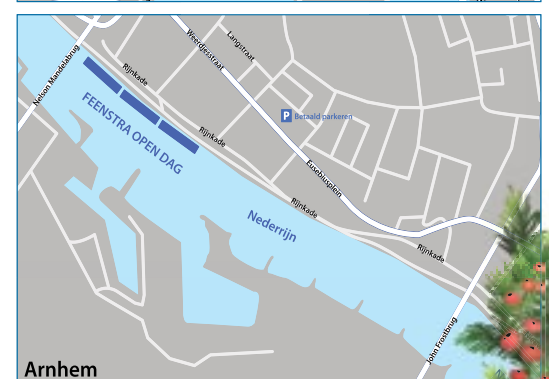 Weerdjesstraat
Langstraat
Nelson Mandelabrug
Rijnkade
FEENSTRA OPEN DAG
P Betaald parkeren
Rijnkade
Eusebiusplein
Rijnkade
Nederrijn
Rijnkade
John Frostbrug
Arnhem